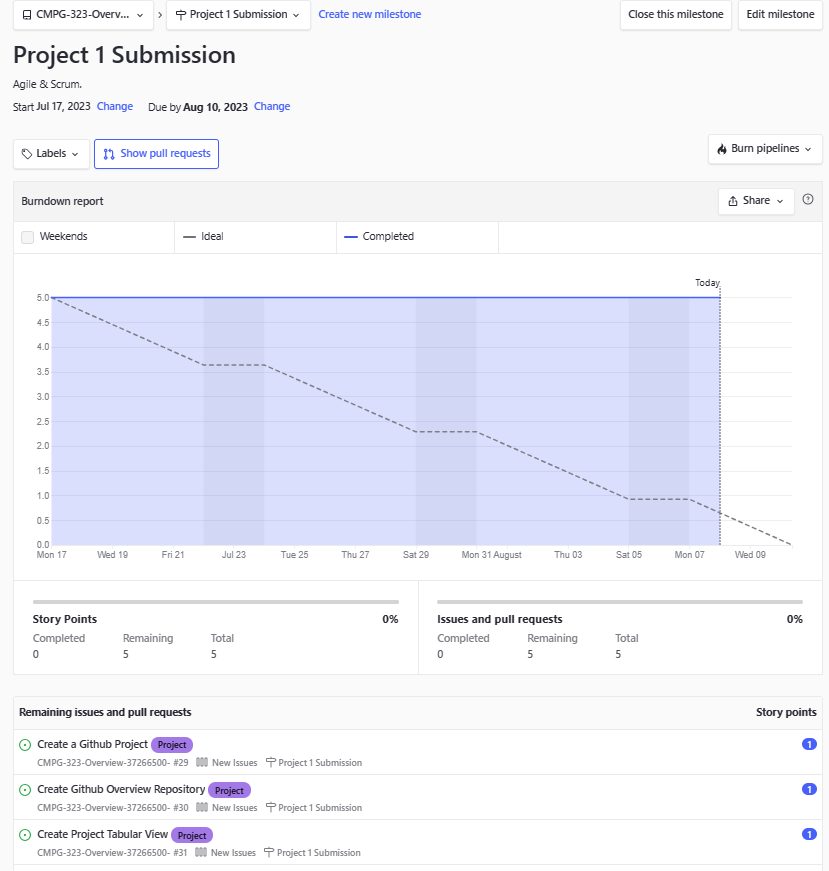 CMPG-323-Overv... › Project 1 Submission Create new milestone Close this milestone Edit milestone
Project 1 Submission
Agile & Scrum.
Start Jul 17, 2023 Change Due by Aug 10, 2023 Change
Labels Show pull requests Burn pipelines
Burndown report Share
Weekends Ideal Completed
Today
5.0
4.5
4.0
3.5
3.0
2.5
2.0
1.5
1.0
0.5
0.0
Mon 17 Wed 19 Fri 21 Jul 23 Tue 25 Thu 27 Sat 29 Mon 31 August Thu 03 Sat 05 Mon 07 Wed 09
Story Points 0% Issues and pull requests 0%
Completed Remaining Total Completed Remaining Total
0 5 5 0 5 5
Remaining issues and pull requests Story points
Create a Github Project Project 1
CMPG-323-Overview-37266500- #29 New Issues Project 1 Submission
Create Github Overview Repository Project 1
CMPG-323-Overview-37266500- #30 New Issues Project 1 Submission
Create Project Tabular View Project 1
CMPG-323-Overview-37266500- #31 New Issues Project 1 Submission